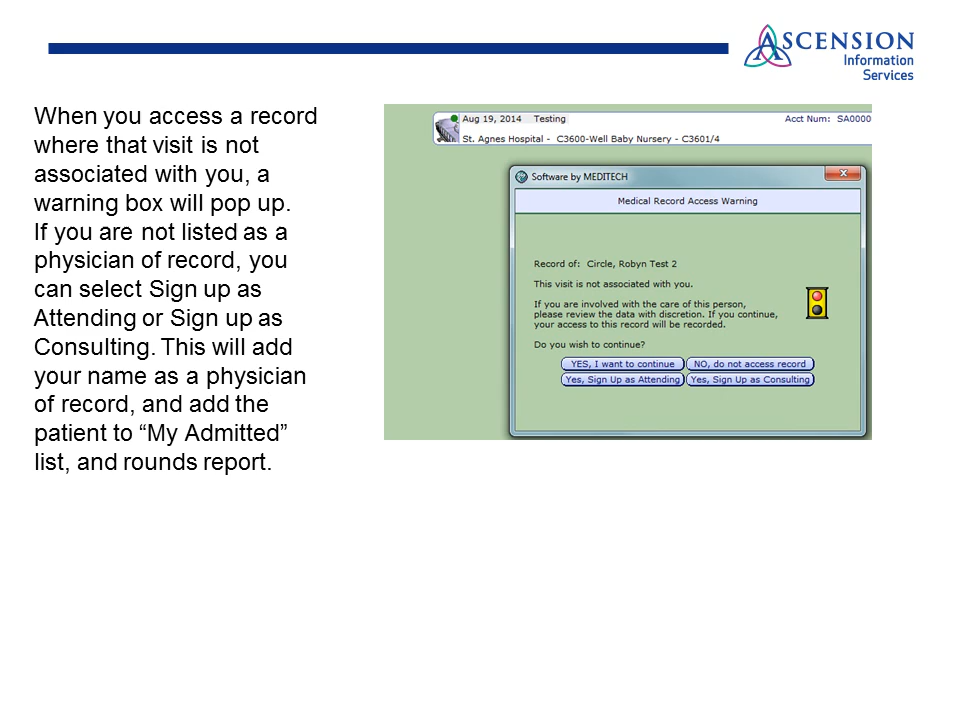 ASCENSION
Information
Services
When you access a record
where that visit is not
associated with you, a
warning box will pop up.
If you are not listed as a
physician of record, you
can select Sign up as
Attending or Sign up as
Consulting. This will add
your name as a physician
of record, and add the
patient to “My Admitted”
list, and rounds report.
Aug 19, 2014 Testing Acct Num: SA0000
St. Agnes Hospital - C3600-Well Baby Nursery - C3601/4
Software by MEDITECH
Medical Record Access Warning
Record of: Circle, Robyn Test 2
This visit is not associated with you.
If you are involved with the care of this person,
please review the data with discretion. If you continue,
your access to this record will be recorded.
Do you wish to continue?
YES, I want to continue NO, do not access record
Yes, Sign Up as Attending Yes, Sign Up as Consulting